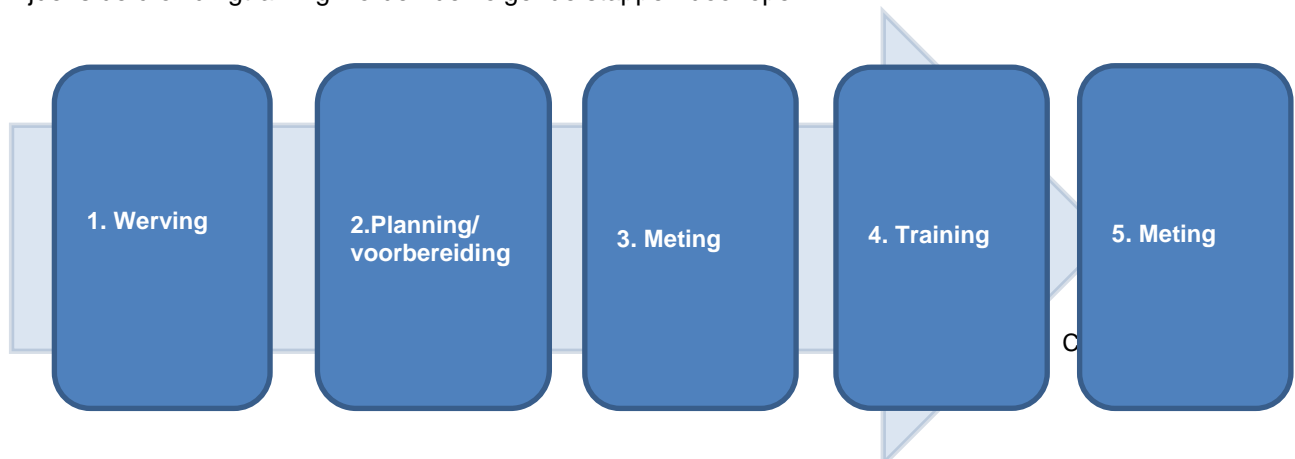 1. Werving
2.Planning/
voorbereiding
3. Meting
4. Training
5. Meting
C